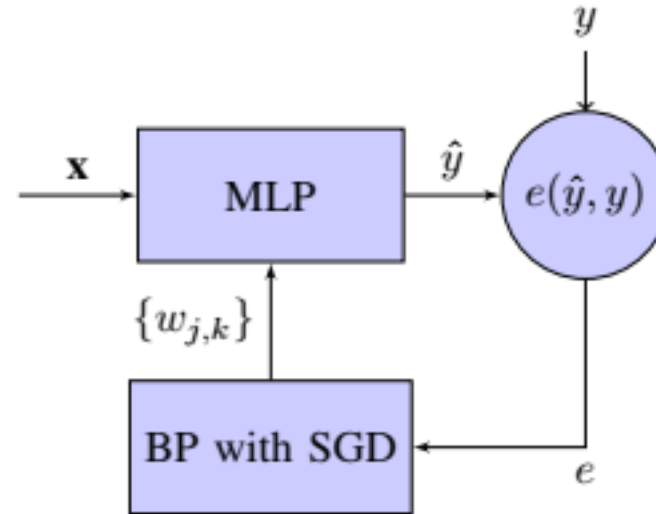 y
x
MLP
ŷ
e(ŷ, y)
{w_{j,k}}
BP with SGD
e